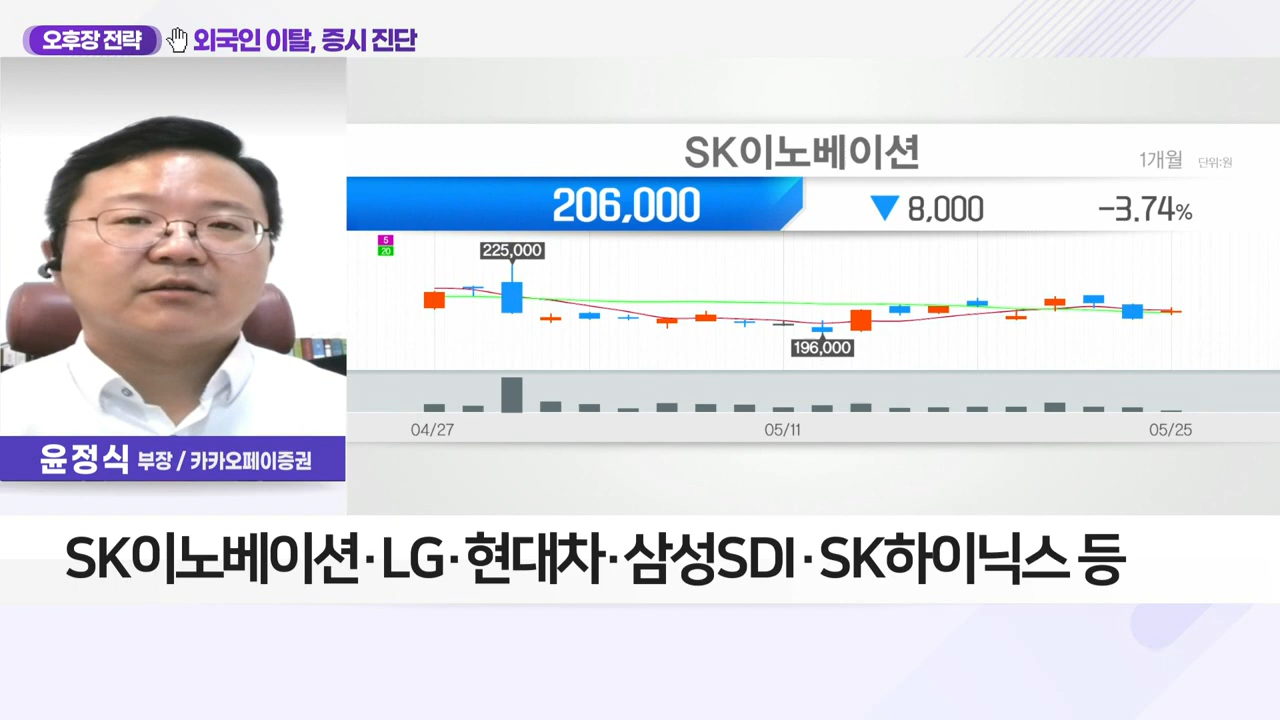 오후장 전략 외국인 이탈, 증시 진단
SK이노베이션
1개월 단위:원
206,000 ▼ 8,000 -3.74%
5
20
225,000
196,000
04/27 05/11 05/25
윤정식 부장 / 카카오페이증권
SK이노베이션·LG·현대차·삼성SDI·SK하이닉스 등